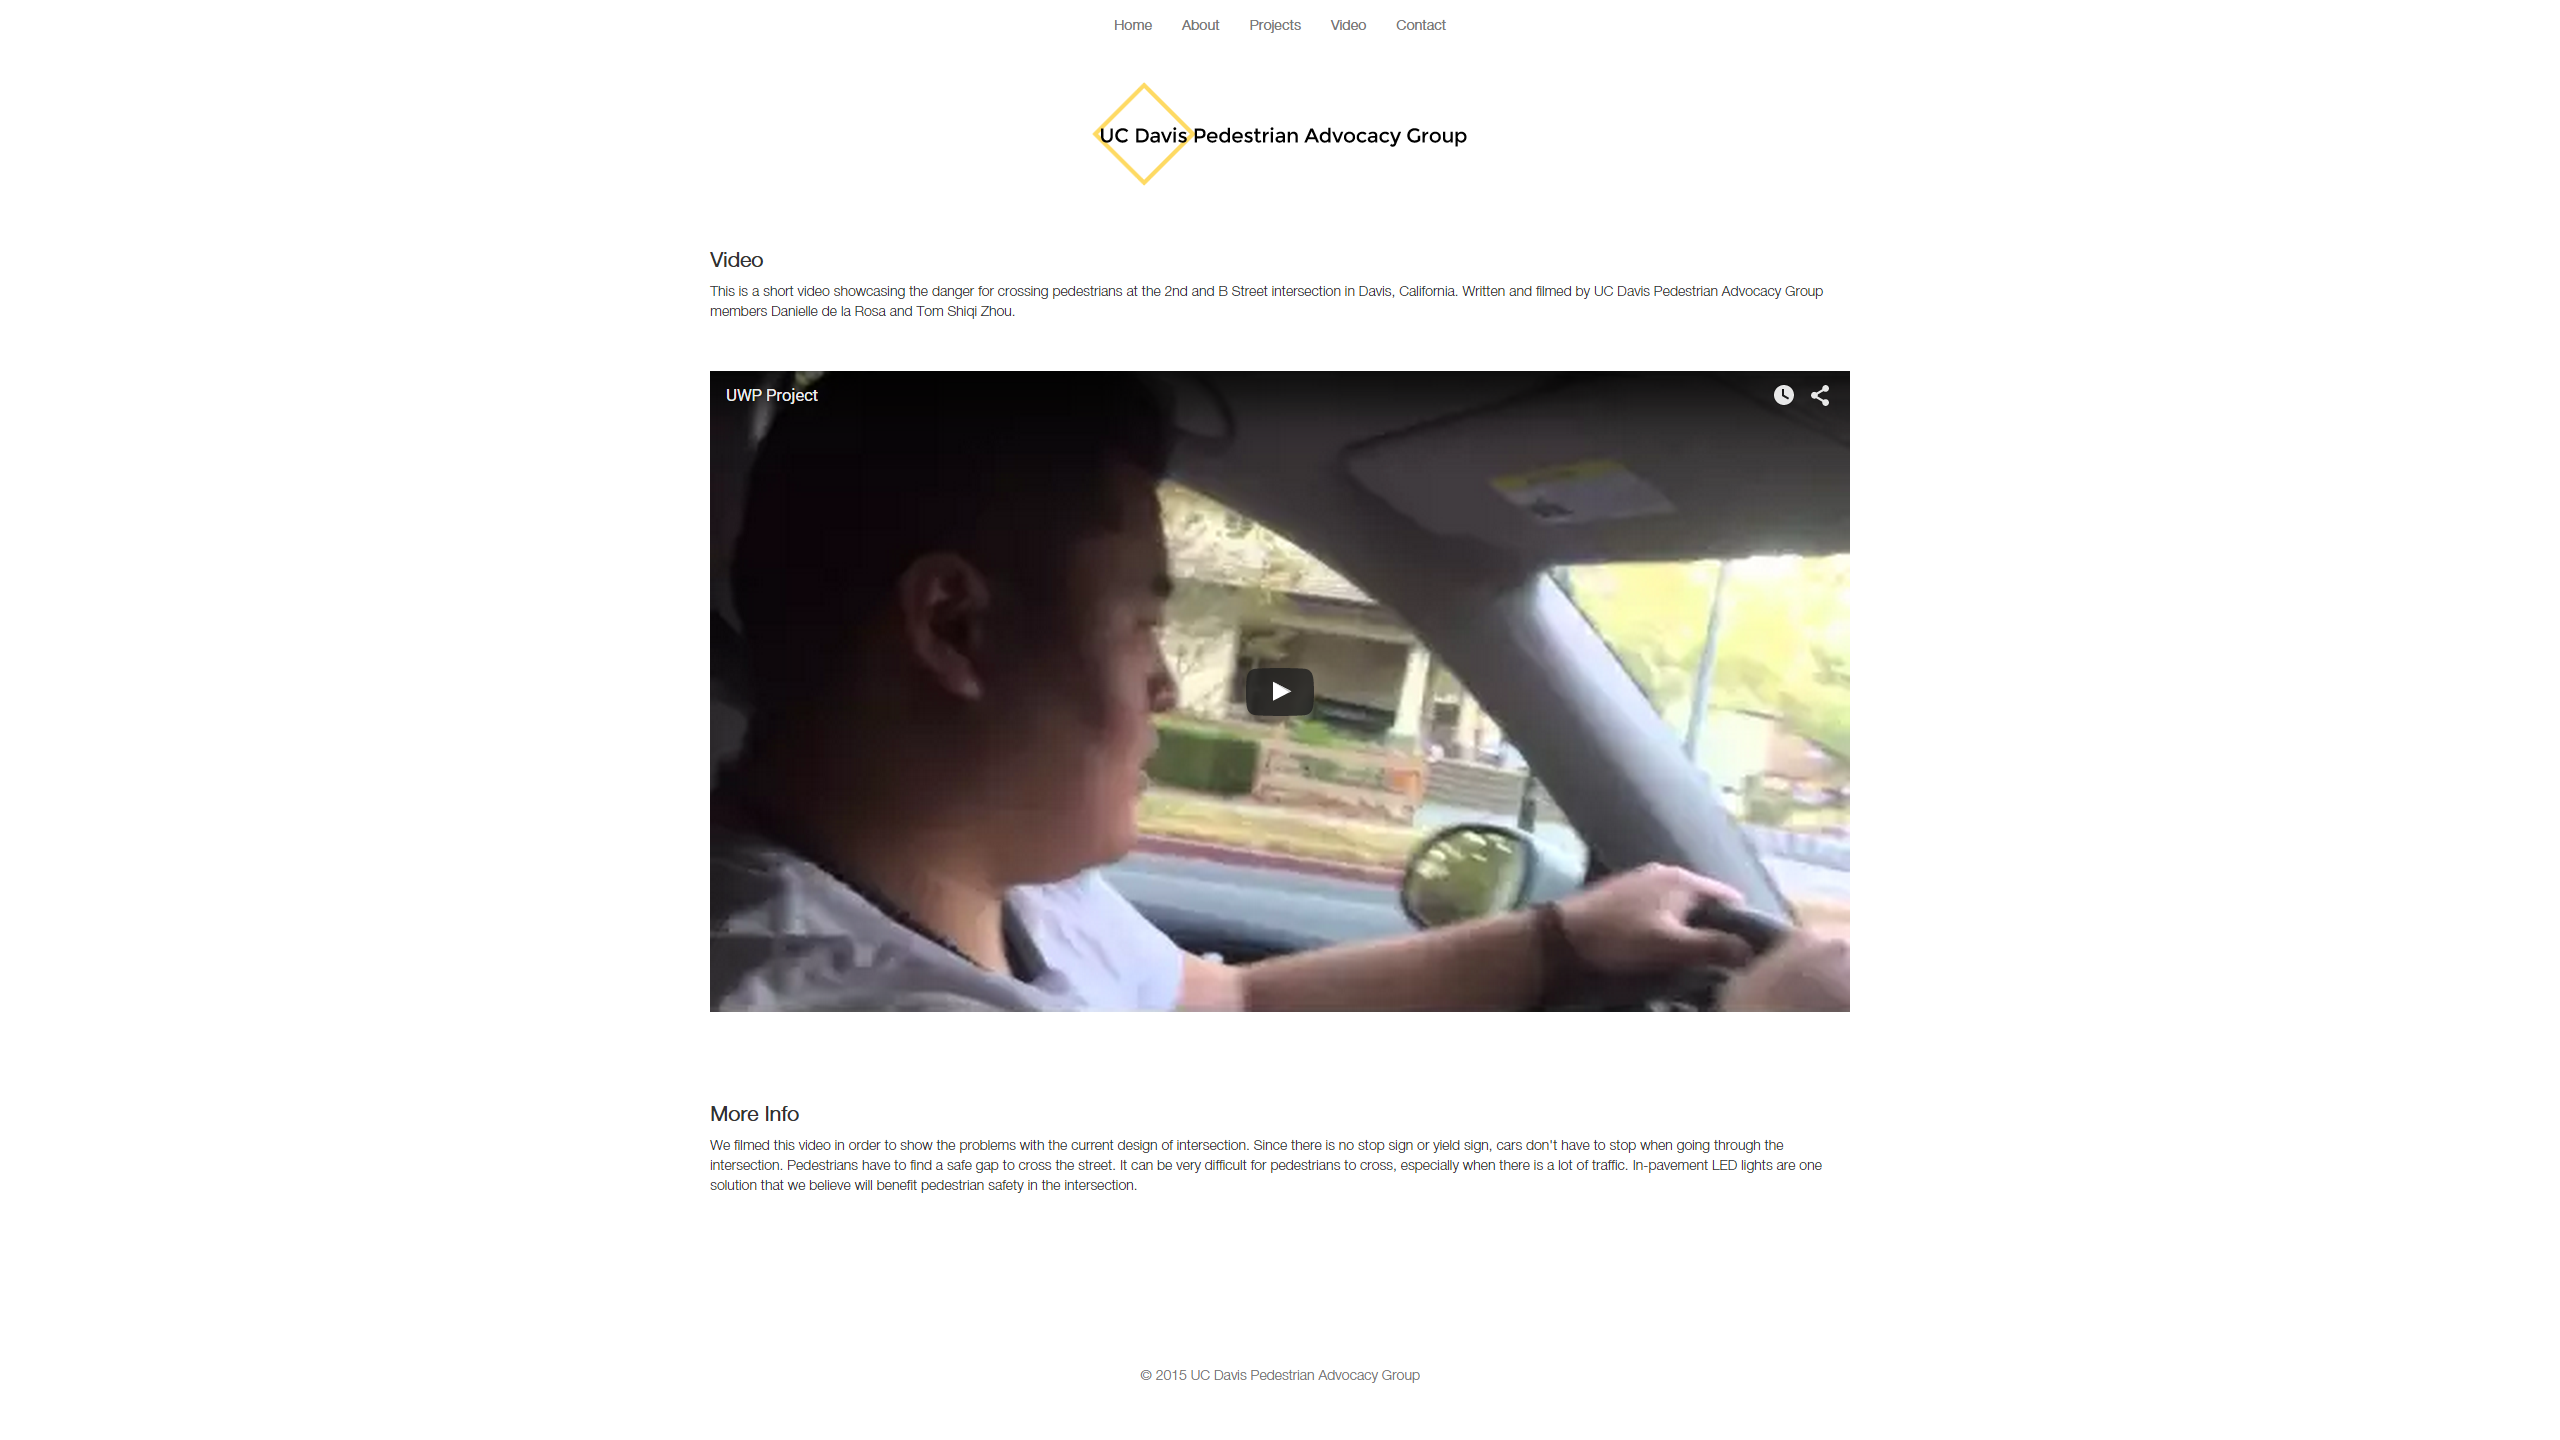 Home About Projects Video Contact
UC Davis Pedestrian Advocacy Group
Video
This is a short video showcasing the danger for crossing pedestrians at the 2nd and B Street intersection in Davis, California. Written and filmed by UC Davis Pedestrian Advocacy Group
members Danielle de la Rosa and Tom Shiqi Zhou.
UWP Project
More Info
We filmed this video in order to show the problems with the current design of intersection. Since there is no stop sign or yield sign, cars don't have to stop when going through the
intersection. Pedestrians have to find a safe gap to cross the street. It can be very difficult for pedestrians to cross, especially when there is a lot of traffic. In-pavement LED lights are one
solution that we believe will benefit pedestrian safety in the intersection.
© 2015 UC Davis Pedestrian Advocacy Group